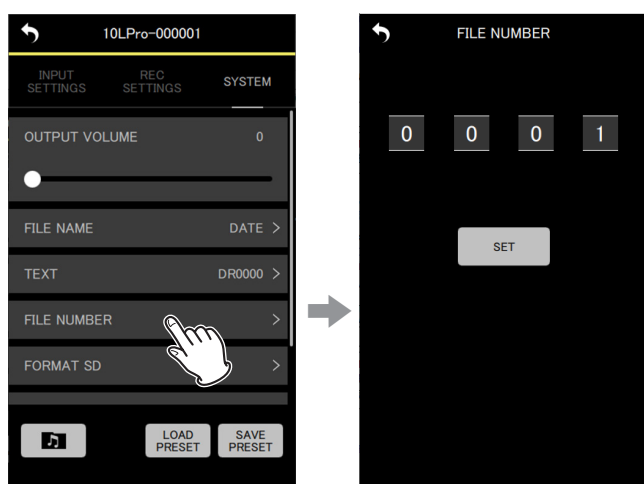 10LPro-000001
INPUT
SETTINGS
REC
SETTINGS
SYSTEM
OUTPUT VOLUME 0
FILE NAME DATE >
TEXT DR0000 >
FILE NUMBER >
FORMAT SD >
LOAD
PRESET
SAVE
PRESET
FILE NUMBER
0 0 0 1
SET